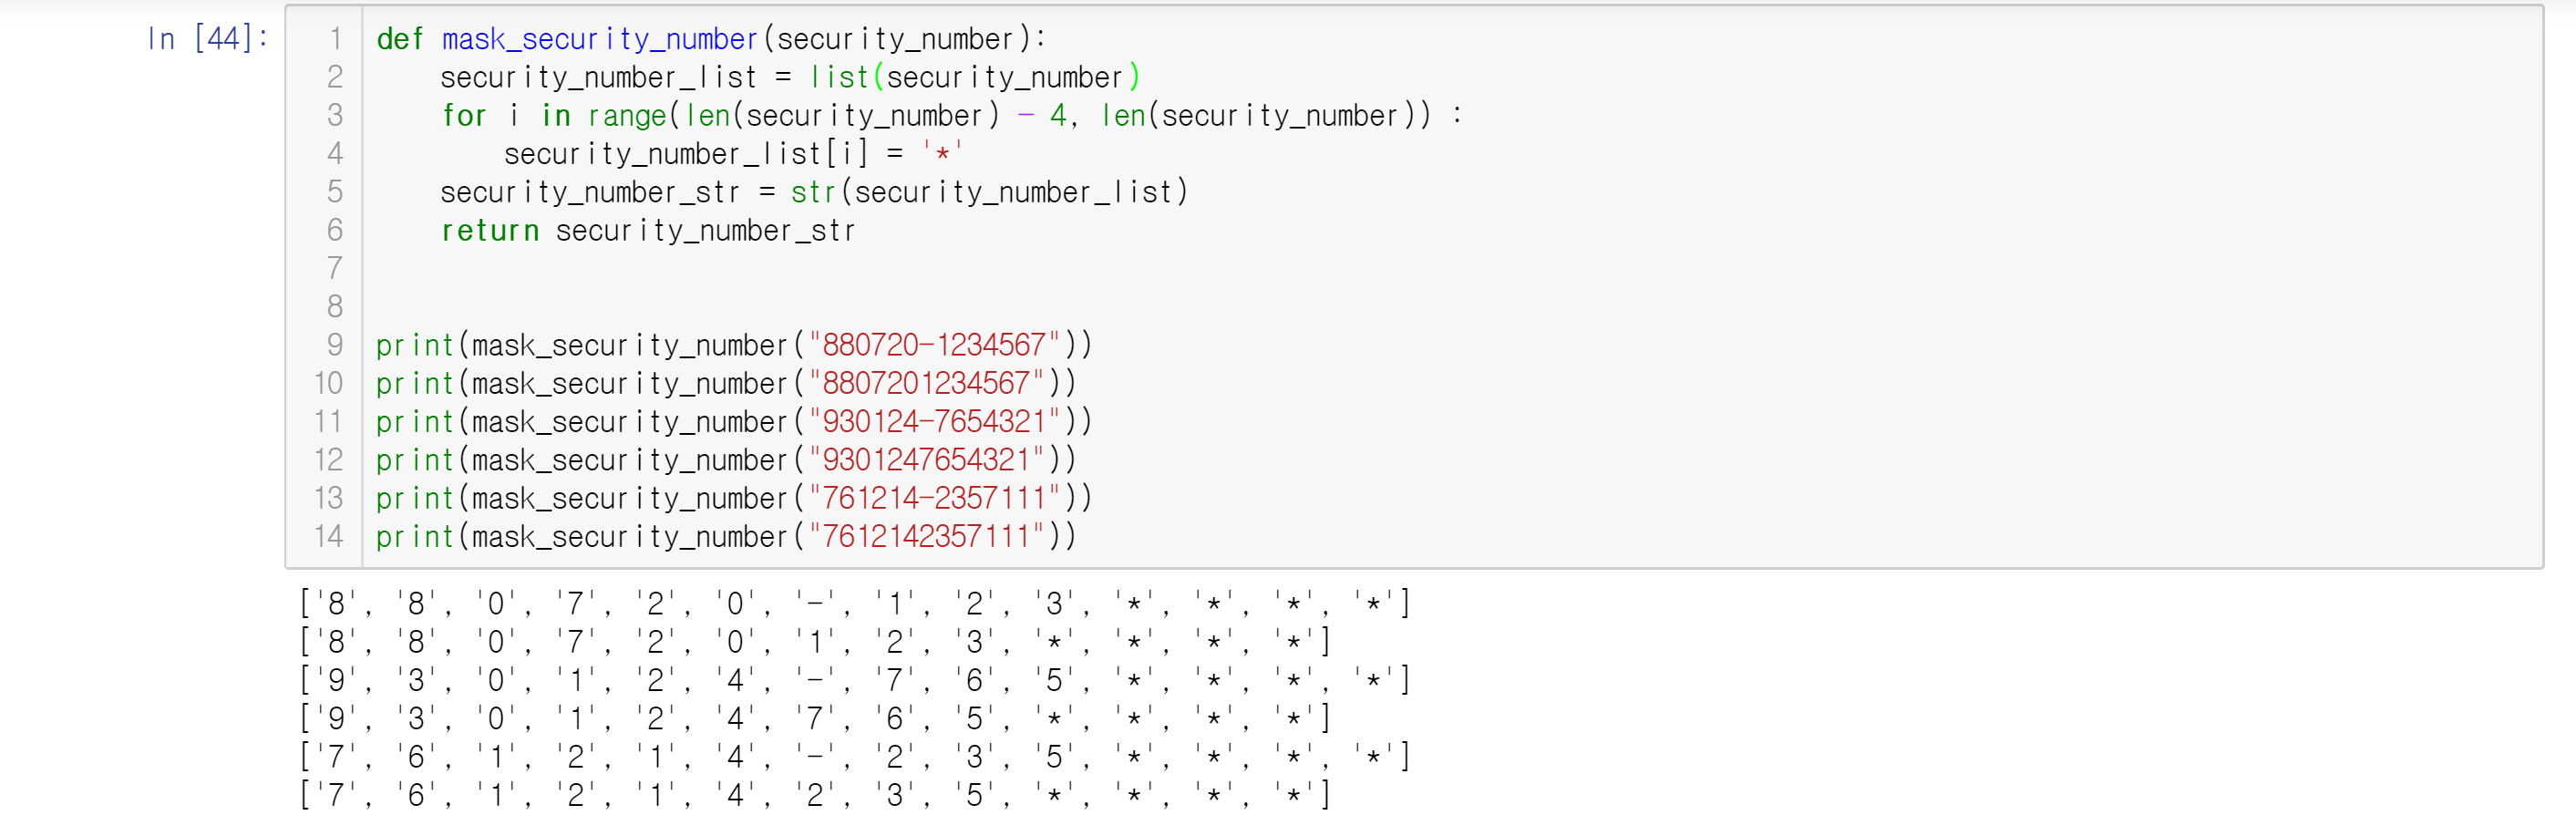 In [44]:
1 def mask_security_number(security_number):
2     security_number_list = list(security_number)
3     for i in range(len(security_number) - 4, len(security_number)) :
4         security_number_list[i] = '*'
5     security_number_str = str(security_number_list)
6     return security_number_str
7
8
9 print(mask_security_number("880720-1234567"))
10 print(mask_security_number("8807201234567"))
11 print(mask_security_number("930124-7654321"))
12 print(mask_security_number("9301247654321"))
13 print(mask_security_number("761214-2357111"))
14 print(mask_security_number("7612142357111"))
['8', '8', '0', '7', '2', '0', '-', '1', '2', '3', '*', '*', '*', '*']
['8', '8', '0', '7', '2', '0', '1', '2', '3', '*', '*', '*', '*']
['9', '3', '0', '1', '2', '4', '-', '7', '6', '5', '*', '*', '*', '*']
['9', '3', '0', '1', '2', '4', '7', '6', '5', '*', '*', '*', '*']
['7', '6', '1', '2', '1', '4', '-', '2', '3', '5', '*', '*', '*', '*']
['7', '6', '1', '2', '1', '4', '2', '3', '5', '*', '*', '*', '*']